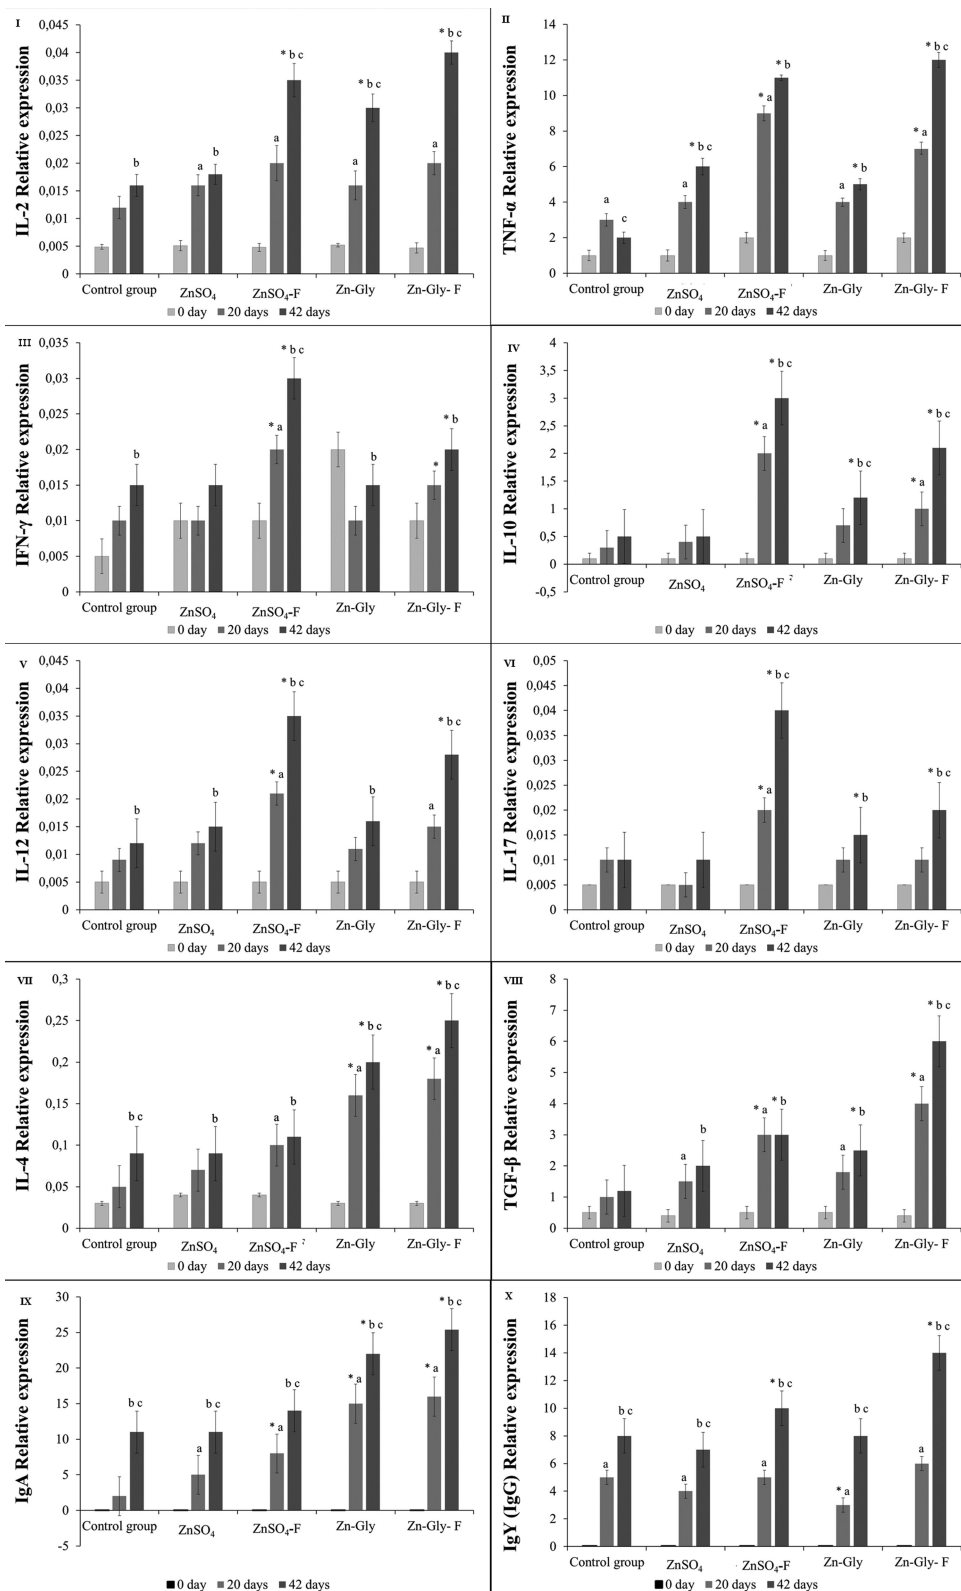 I
IL-2 Relative expression
0,045
0,04
0,035
0,03
0,025
0,02
0,015
0,01
0,005
0
b
a
b
a
* b c
a
* b c
a
* b c
Control group ZnSO₄ ZnSO₄-F Zn-Gly Zn-Gly- F
0 day 20 days 42 days
II
TNF-α Relative expression
14
12
10
8
6
4
2
0
a
c
a
* b c
* a
* b
a
* b
* a
* b c
Control group ZnSO₄ ZnSO₄-F Zn-Gly Zn-Gly- F
0 day 20 days 42 days
III
IFN-γ Relative expression
0,035
0,03
0,025
0,02
0,015
0,01
0,005
0
b
* a
* b c
b
*
* b
Control group ZnSO₄ ZnSO₄-F Zn-Gly Zn-Gly- F
0 day 20 days 42 days
IV
IL-10 Relative expression
4
3,5
3
2,5
2
1,5
1
0,5
0
-0,5
* a
* b c
* b c
* a
* b c
Control group ZnSO₄ ZnSO₄-F Zn-Gly Zn-Gly- F
0 day 20 days 42 days
V
IL-12 Relative expression
0,045
0,04
0,035
0,03
0,025
0,02
0,015
0,01
0,005
0
b
b
* a
* b c
b
a
* b c
Control group ZnSO₄ ZnSO₄-F Zn-Gly Zn-Gly- F
0 day 20 days 42 days
VI
IL-17 Relative expression
0,05
0,045
0,04
0,035
0,03
0,025
0,02
0,015
0,01
0,005
0
* a
* b c
* b
* b c
Control group ZnSO₄ ZnSO₄-F Zn-Gly Zn-Gly- F
0 day 20 days 42 days
VII
IL-4 Relative expression
0,3
0,25
0,2
0,15
0,1
0,05
0
b c
b
a
b
* a
* b c
* a
* b c
Control group ZnSO₄ ZnSO₄-F Zn-Gly Zn-Gly- F
0 day 20 days 42 days
VIII
TGF-β Relative expression
8
7
6
5
4
3
2
1
0
a
b
* a
* b
a
* b
* a
* b c
Control group ZnSO₄ ZnSO₄-F Zn-Gly Zn-Gly- F
0 day 20 days 42 days
IX
IgA Relative expression
30
25
20
15
10
5
0
-5
b c
a
b c
* a
b c
* a
* b c
* a
* b c
Control group ZnSO₄ ZnSO₄-F Zn-Gly Zn-Gly- F
0 day 20 days 42 days
X
IgY (IgG) Relative expression
18
16
14
12
10
8
6
4
2
0
a
b c
a
b c
a
* b c
* a
b c
a
* b c
Control group ZnSO₄ ZnSO₄-F Zn-Gly Zn-Gly- F
0 day 20 days 42 days